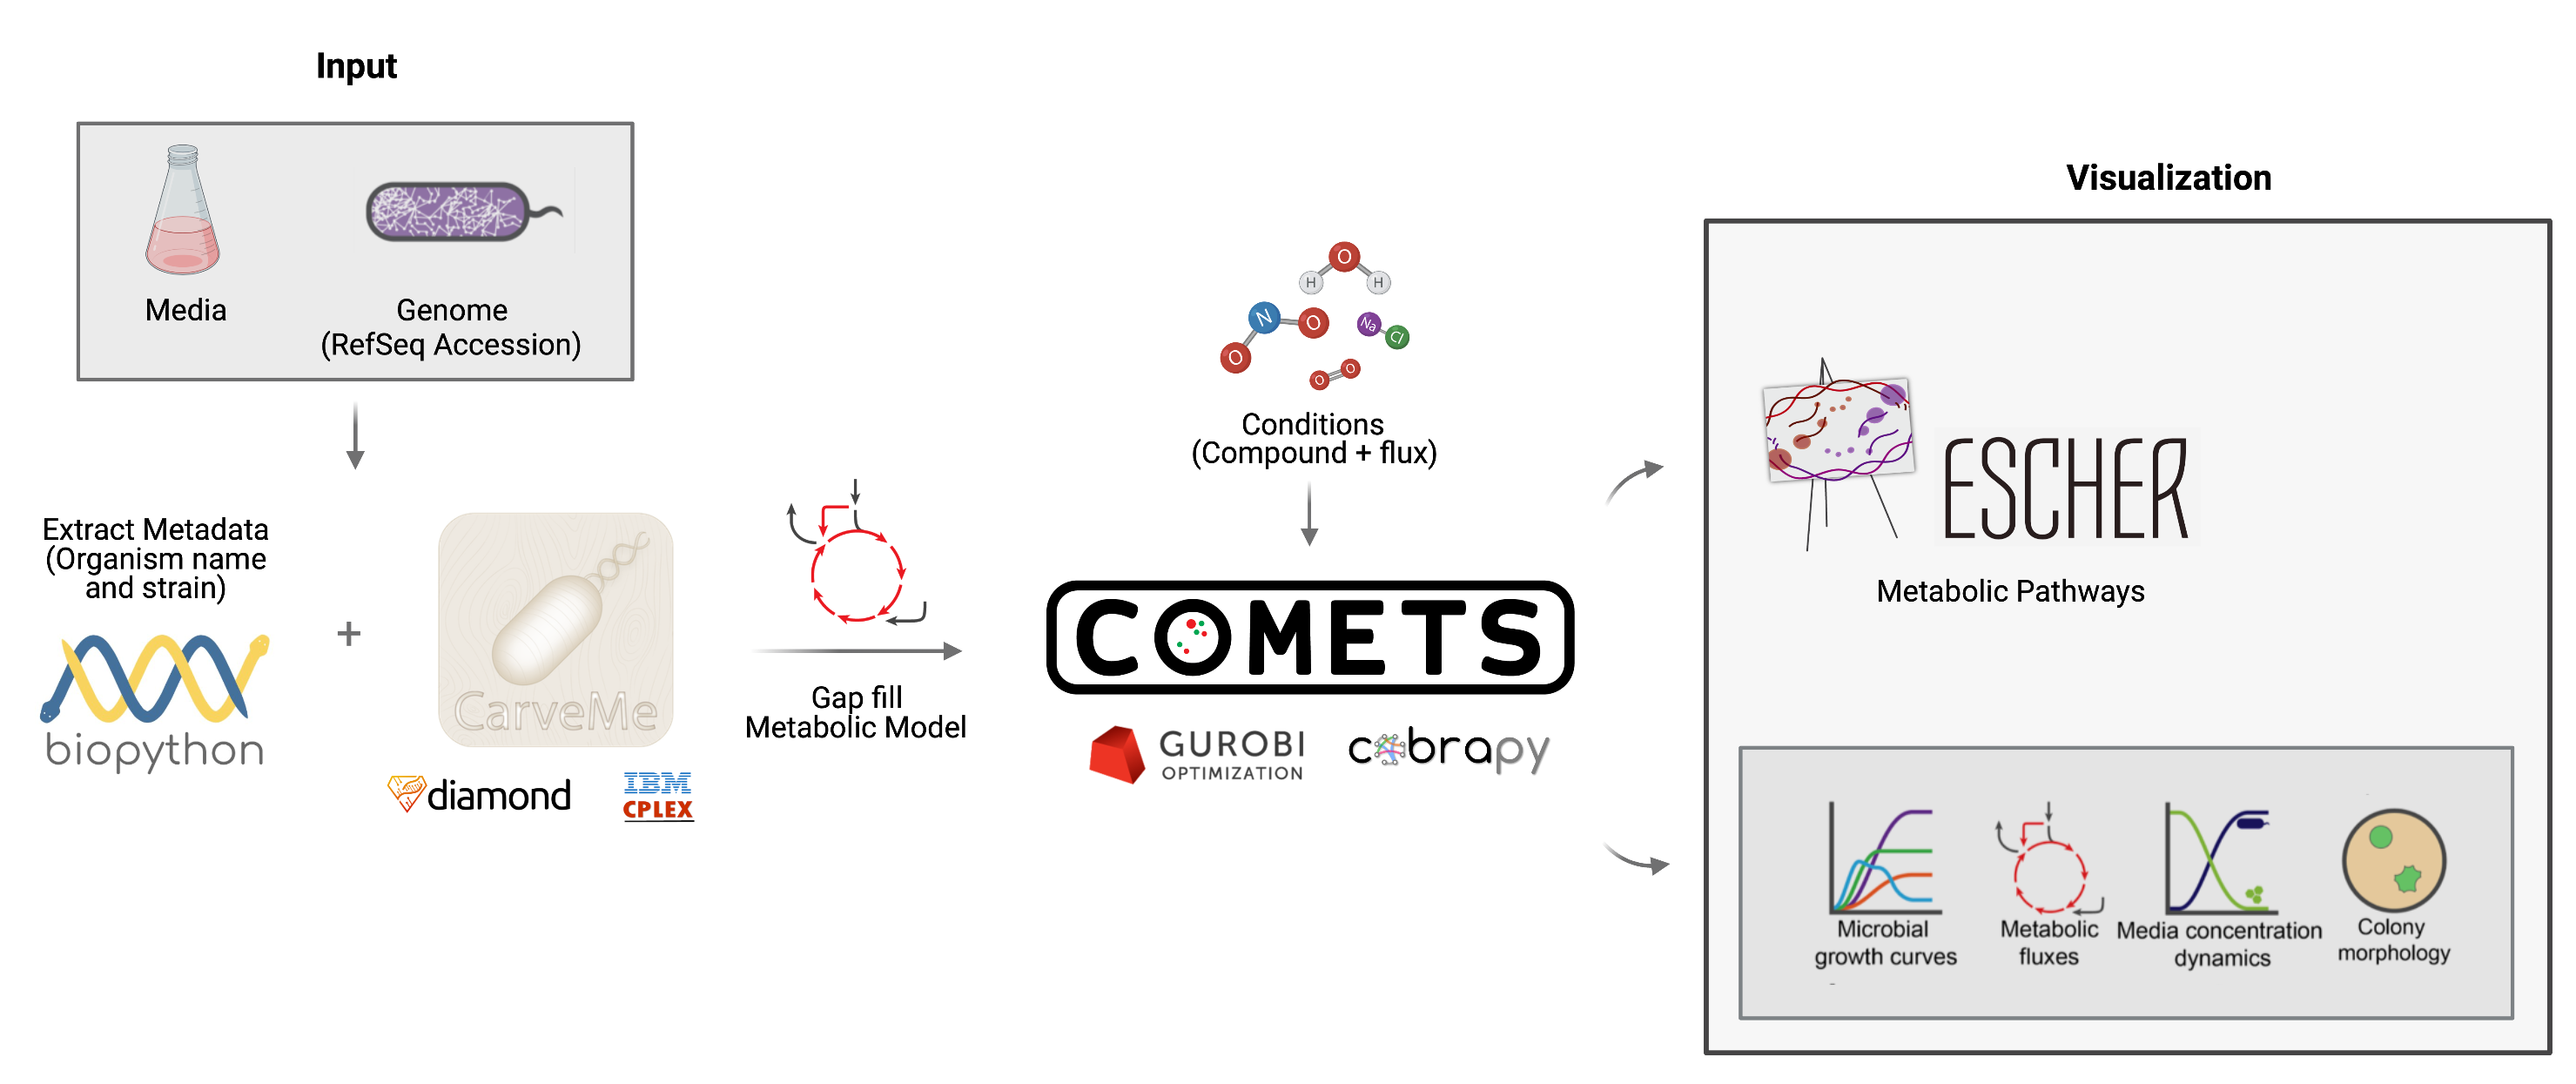 Input
Media
Genome
(RefSeq Accession)
Extract Metadata
(Organism name
and strain)
+
biopython
CarveMe
diamond
IBM
CPLEX
Gap fill
Metabolic Model
O
H
H
N
O
O
Na
Cl
O
O
Conditions
(Compound + flux)
COMETS
GUROBI
OPTIMIZATION
cobrapy
Visualization
ESCHER
Metabolic Pathways
Microbial
growth curves
Metabolic
fluxes
Media concentration
dynamics
Colony
morphology